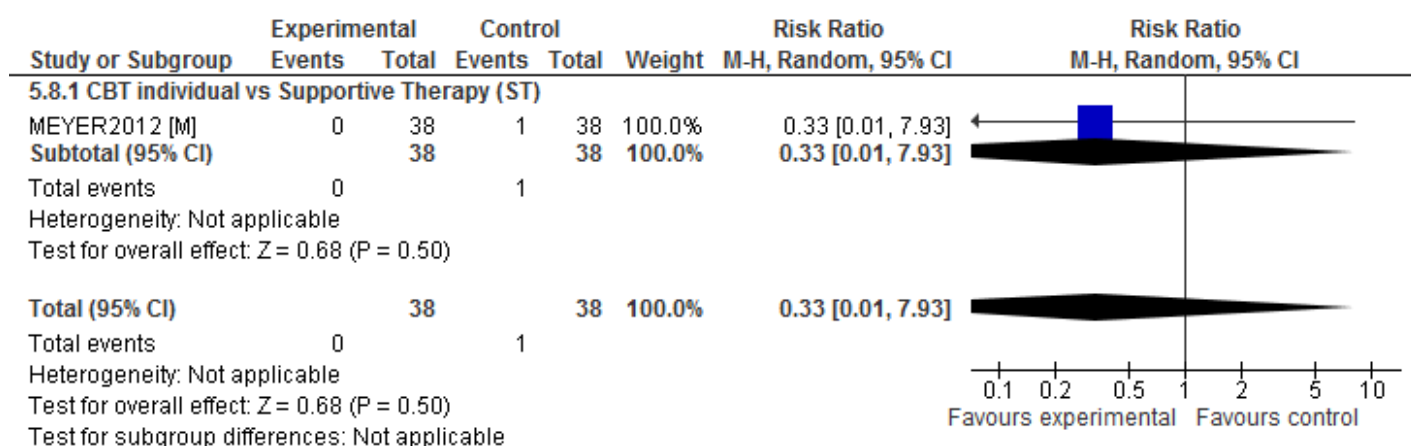 Experimental Control Risk Ratio Risk Ratio
Study or Subgroup Events Total Events Total Weight M-H, Random, 95% CI M-H, Random, 95% CI
5.8.1 CBT individual vs Supportive Therapy (ST)
MEYER2012 [M] 0 38 1 38 100.0% 0.33 [0.01, 7.93]
Subtotal (95% CI) 38 38 100.0% 0.33 [0.01, 7.93]
Total events 0 1
Heterogeneity: Not applicable
Test for overall effect: Z = 0.68 (P = 0.50)
Total (95% CI) 38 38 100.0% 0.33 [0.01, 7.93]
Total events 0 1
Heterogeneity: Not applicable
Test for overall effect: Z = 0.68 (P = 0.50)
Test for subgroup differences: Not applicable
0.1 0.2 0.5 1 2 5 10
Favours experimental Favours control